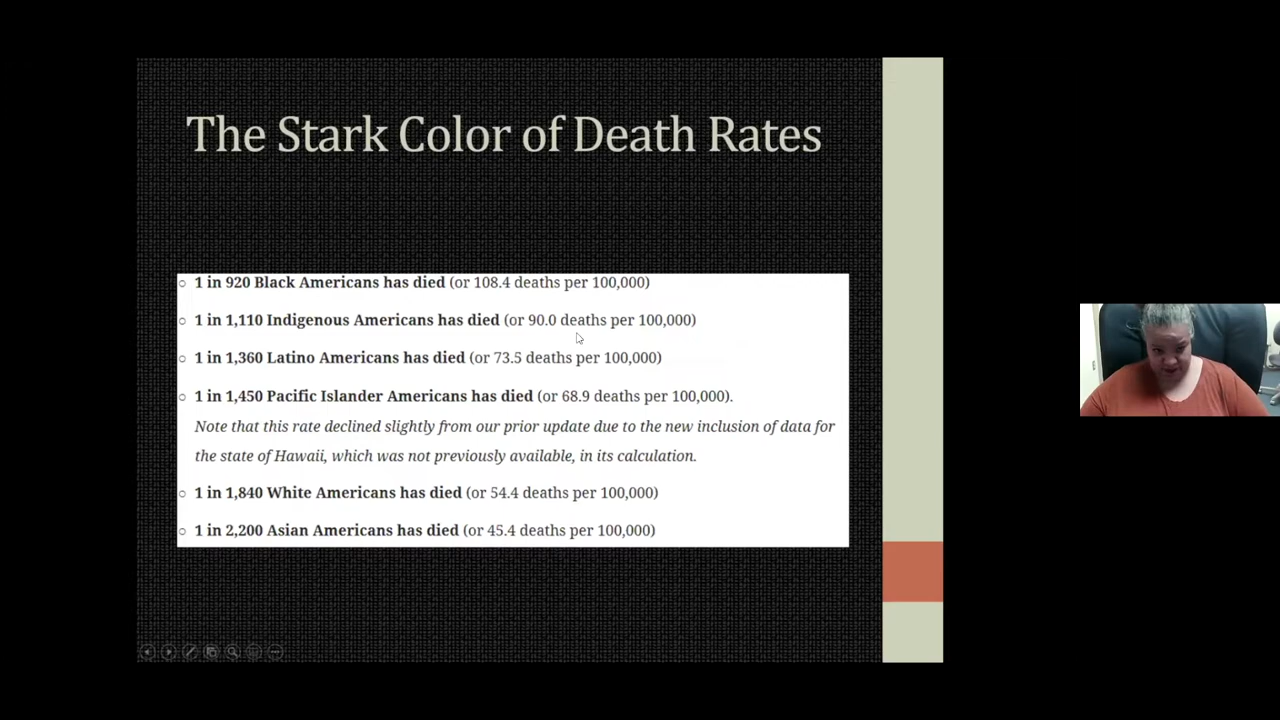 The Stark Color of Death Rates
1 in 920 Black Americans has died (or 108.4 deaths per 100,000)
1 in 1,110 Indigenous Americans has died (or 90.0 deaths per 100,000)
1 in 1,360 Latino Americans has died (or 73.5 deaths per 100,000)
1 in 1,450 Pacific Islander Americans has died (or 68.9 deaths per 100,000).
Note that this rate declined slightly from our prior update due to the new inclusion of data for
the state of Hawaii, which was not previously available, in its calculation.
1 in 1,840 White Americans has died (or 54.4 deaths per 100,000)
1 in 2,200 Asian Americans has died (or 45.4 deaths per 100,000)